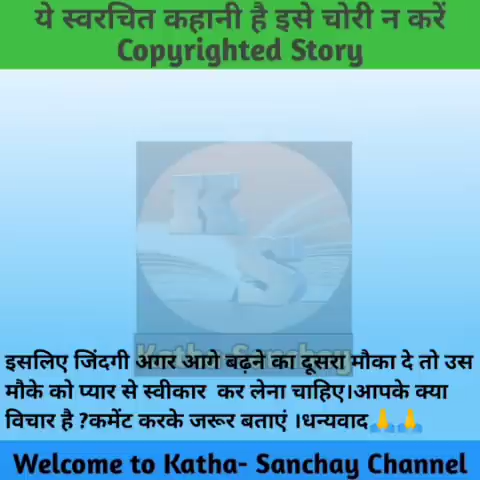 ये स्वरचित कहानी है इसे चोरी न करें
Copyrighted Story
K
S
Katha-Sanchay
इसलिए जिंदगी अगर आगे बढ़ने का दूसरा मौका दे तो उस
मौके को प्यार से स्वीकार कर लेना चाहिए।आपके क्या
विचार है ?कमेंट करके जरूर बताएं ।धन्यवाद🙏🙏
Welcome to Katha- Sanchay Channel